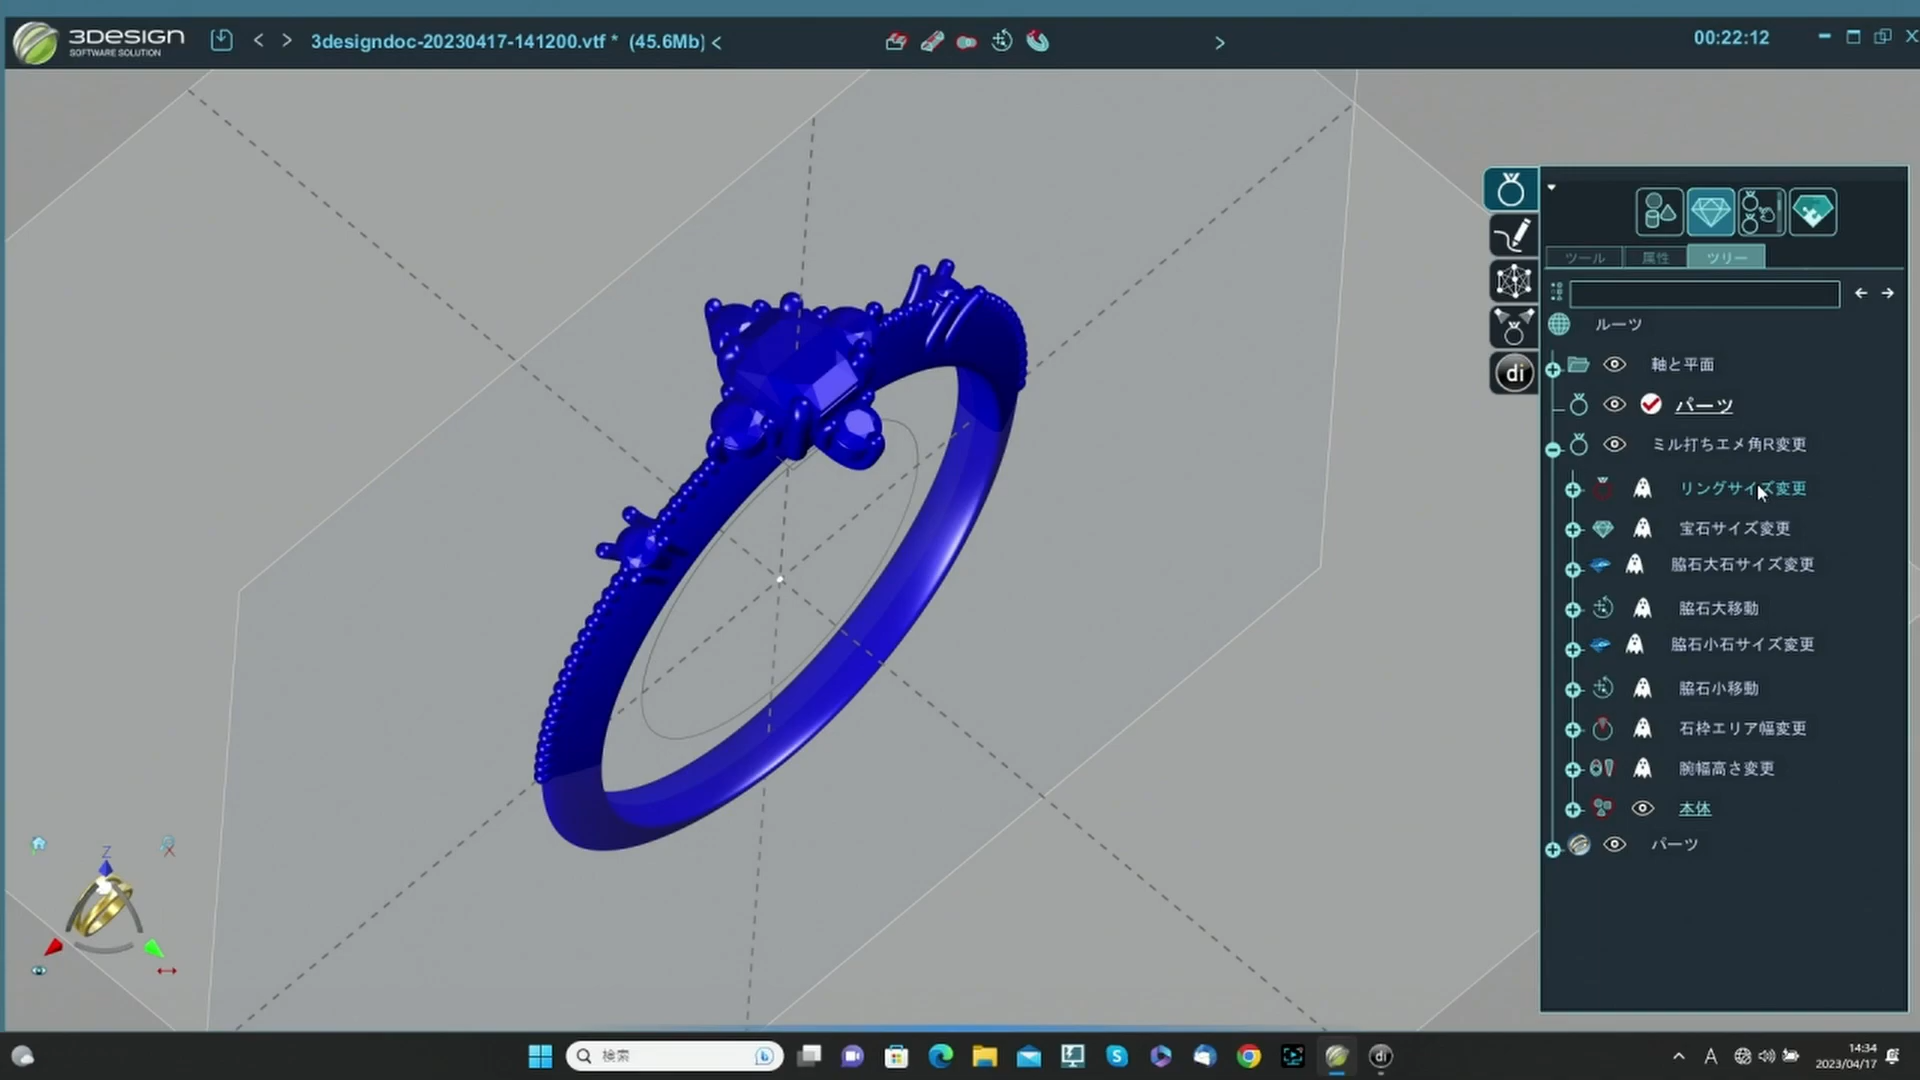 3DESIGN
SOFTWARE SOLUTION
3designdoc-20230417-141200.vtf * (45.6Mb)
00:22:12
ツール 属性 ツリー
ルーツ
軸と平面
パーツ
ミル打ちエメ角R変更
リングサイズ変更
宝石サイズ変更
脇石大石サイズ変更
脇石大移動
脇石小石サイズ変更
脇石小移動
石枠エリア幅変更
腕幅高さ変更
本体
パーツ
di
Z
検索
di
A
14:34
2023/04/17